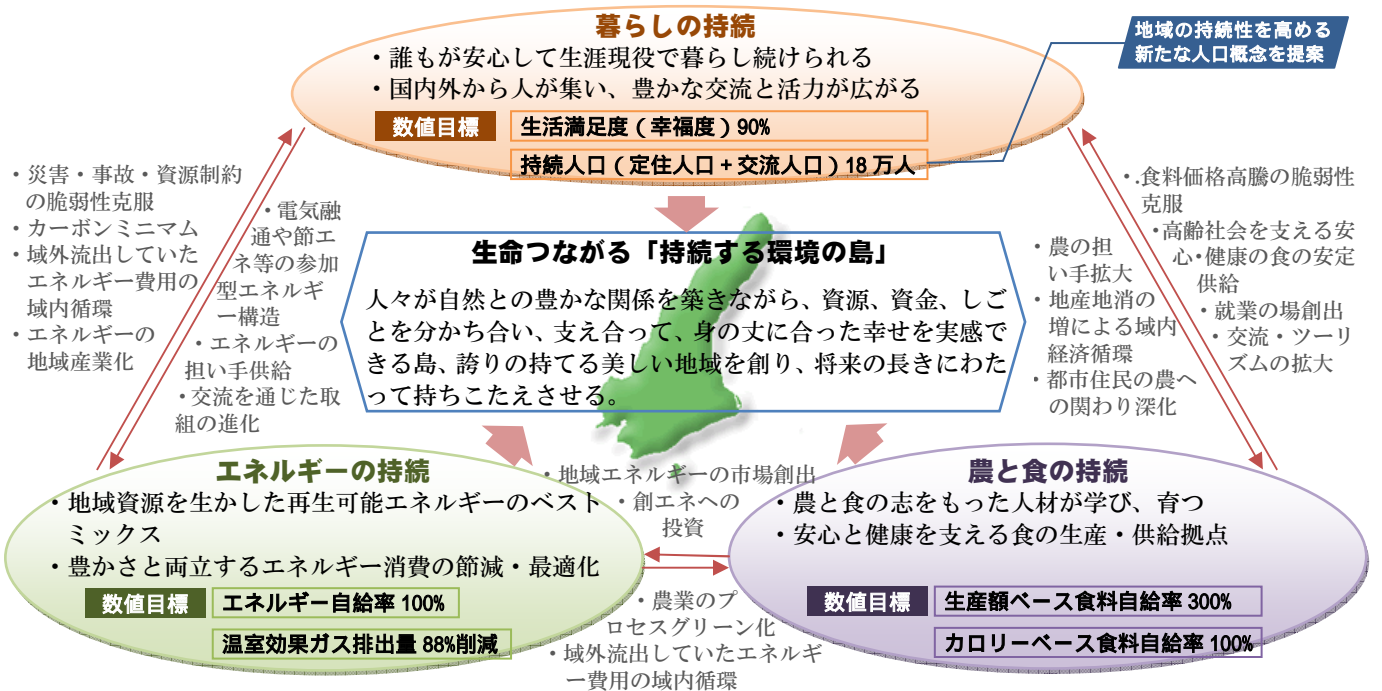 暮らしの持続
・誰もが安心して生涯現役で暮らし続けられる
・国内外から人が集い、豊かな交流と活力が広がる
数値目標
生活満足度（幸福度）90%
持続人口（定住人口＋交流人口）18万人
地域の持続性を高める
新たな人口概念を提案
・災害・事故・資源制約
の脆弱性克服
・カーボンミニマム
・域外流出していた
エネルギー費用の
域内循環
・エネルギーの
地域産業化
・電気融
通や節エ
ネ等の参加
型エネルギ
ー構造
・エネルギーの
担い手供給
・交流を通じた取
組の進化
生命つながる「持続する環境の島」
人々が自然との豊かな関係を築きながら、資源、資金、しご
とを分かち合い、支え合って、身の丈に合った幸せを実感で
きる島、誇りの持てる美しい地域を創り、将来の長きにわた
って持ちこたえさせる。
・農の担
い手拡大
・地産地消の
増による域内
経済循環
・都市住民の農へ
の関わり深化
・.食料価格高騰の脆弱性
克服
・高齢社会を支える安
心・健康の食の安定
供給
・就業の場創出
・交流・ツーリ
ズムの拡大
エネルギーの持続
・地域資源を生かした再生可能エネルギーのベスト
ミックス
・豊かさと両立するエネルギー消費の節減・最適化
数値目標
エネルギー自給率 100%
温室効果ガス排出量 88%削減
・地域エネルギーの市場創出
・創エネへの
投資
・農業のプ
ロセスグリーン化
・域外流出していたエネルギ
ー費用の域内循環
農と食の持続
・農と食の志をもった人材が学び、育つ
・安心と健康を支える食の生産・供給拠点
数値目標
生産額ベース食料自給率 300%
カロリーベース食料自給率 100%